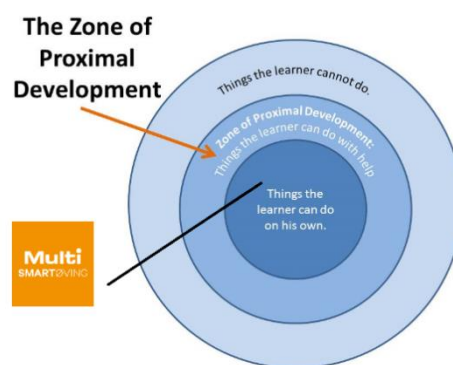 The Zone of
Proximal
Development
Things the learner cannot do.
Zone of Proximal Development:
Things the learner can do with help
Things the
learner can do
on his own.
Multi
SMARTØVING